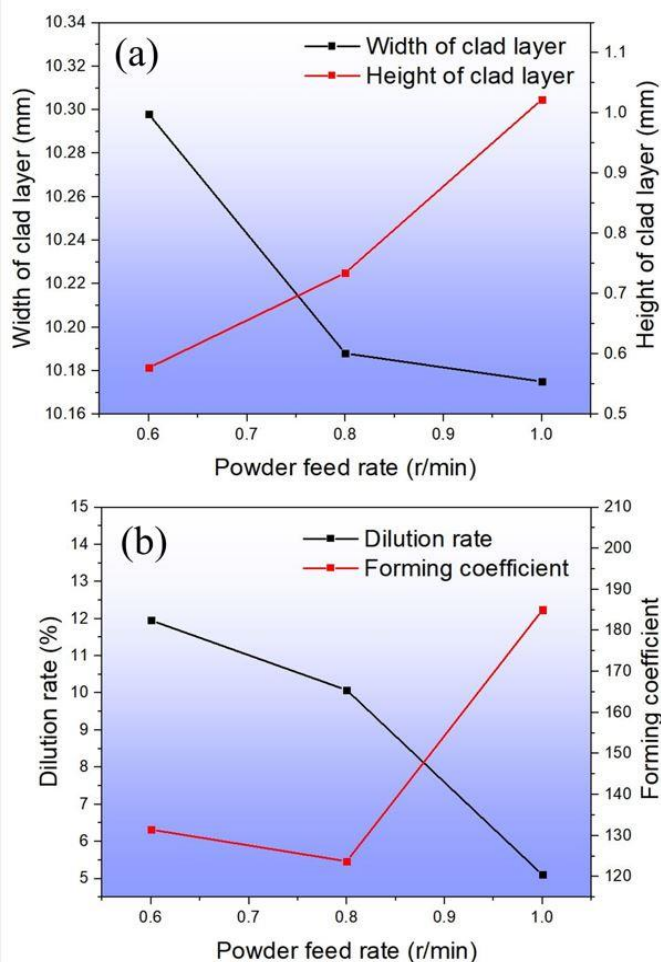 (a)
Width of clad layer
Height of clad layer
Width of clad layer (mm)
10.34
10.32
10.30
10.28
10.26
10.24
10.22
10.20
10.18
10.16
1.1
1.0
0.9
0.8
0.7
0.6
0.5
Height of clad layer (mm)
0.6 0.7 0.8 0.9 1.0
Powder feed rate (r/min)
(b)
Dilution rate
Forming coefficient
Dilution rate (%)
15
14
13
12
11
10
9
8
7
6
5
210
200
190
180
170
160
150
140
130
120
Forming coefficient
0.6 0.7 0.8 0.9 1.0
Powder feed rate (r/min)